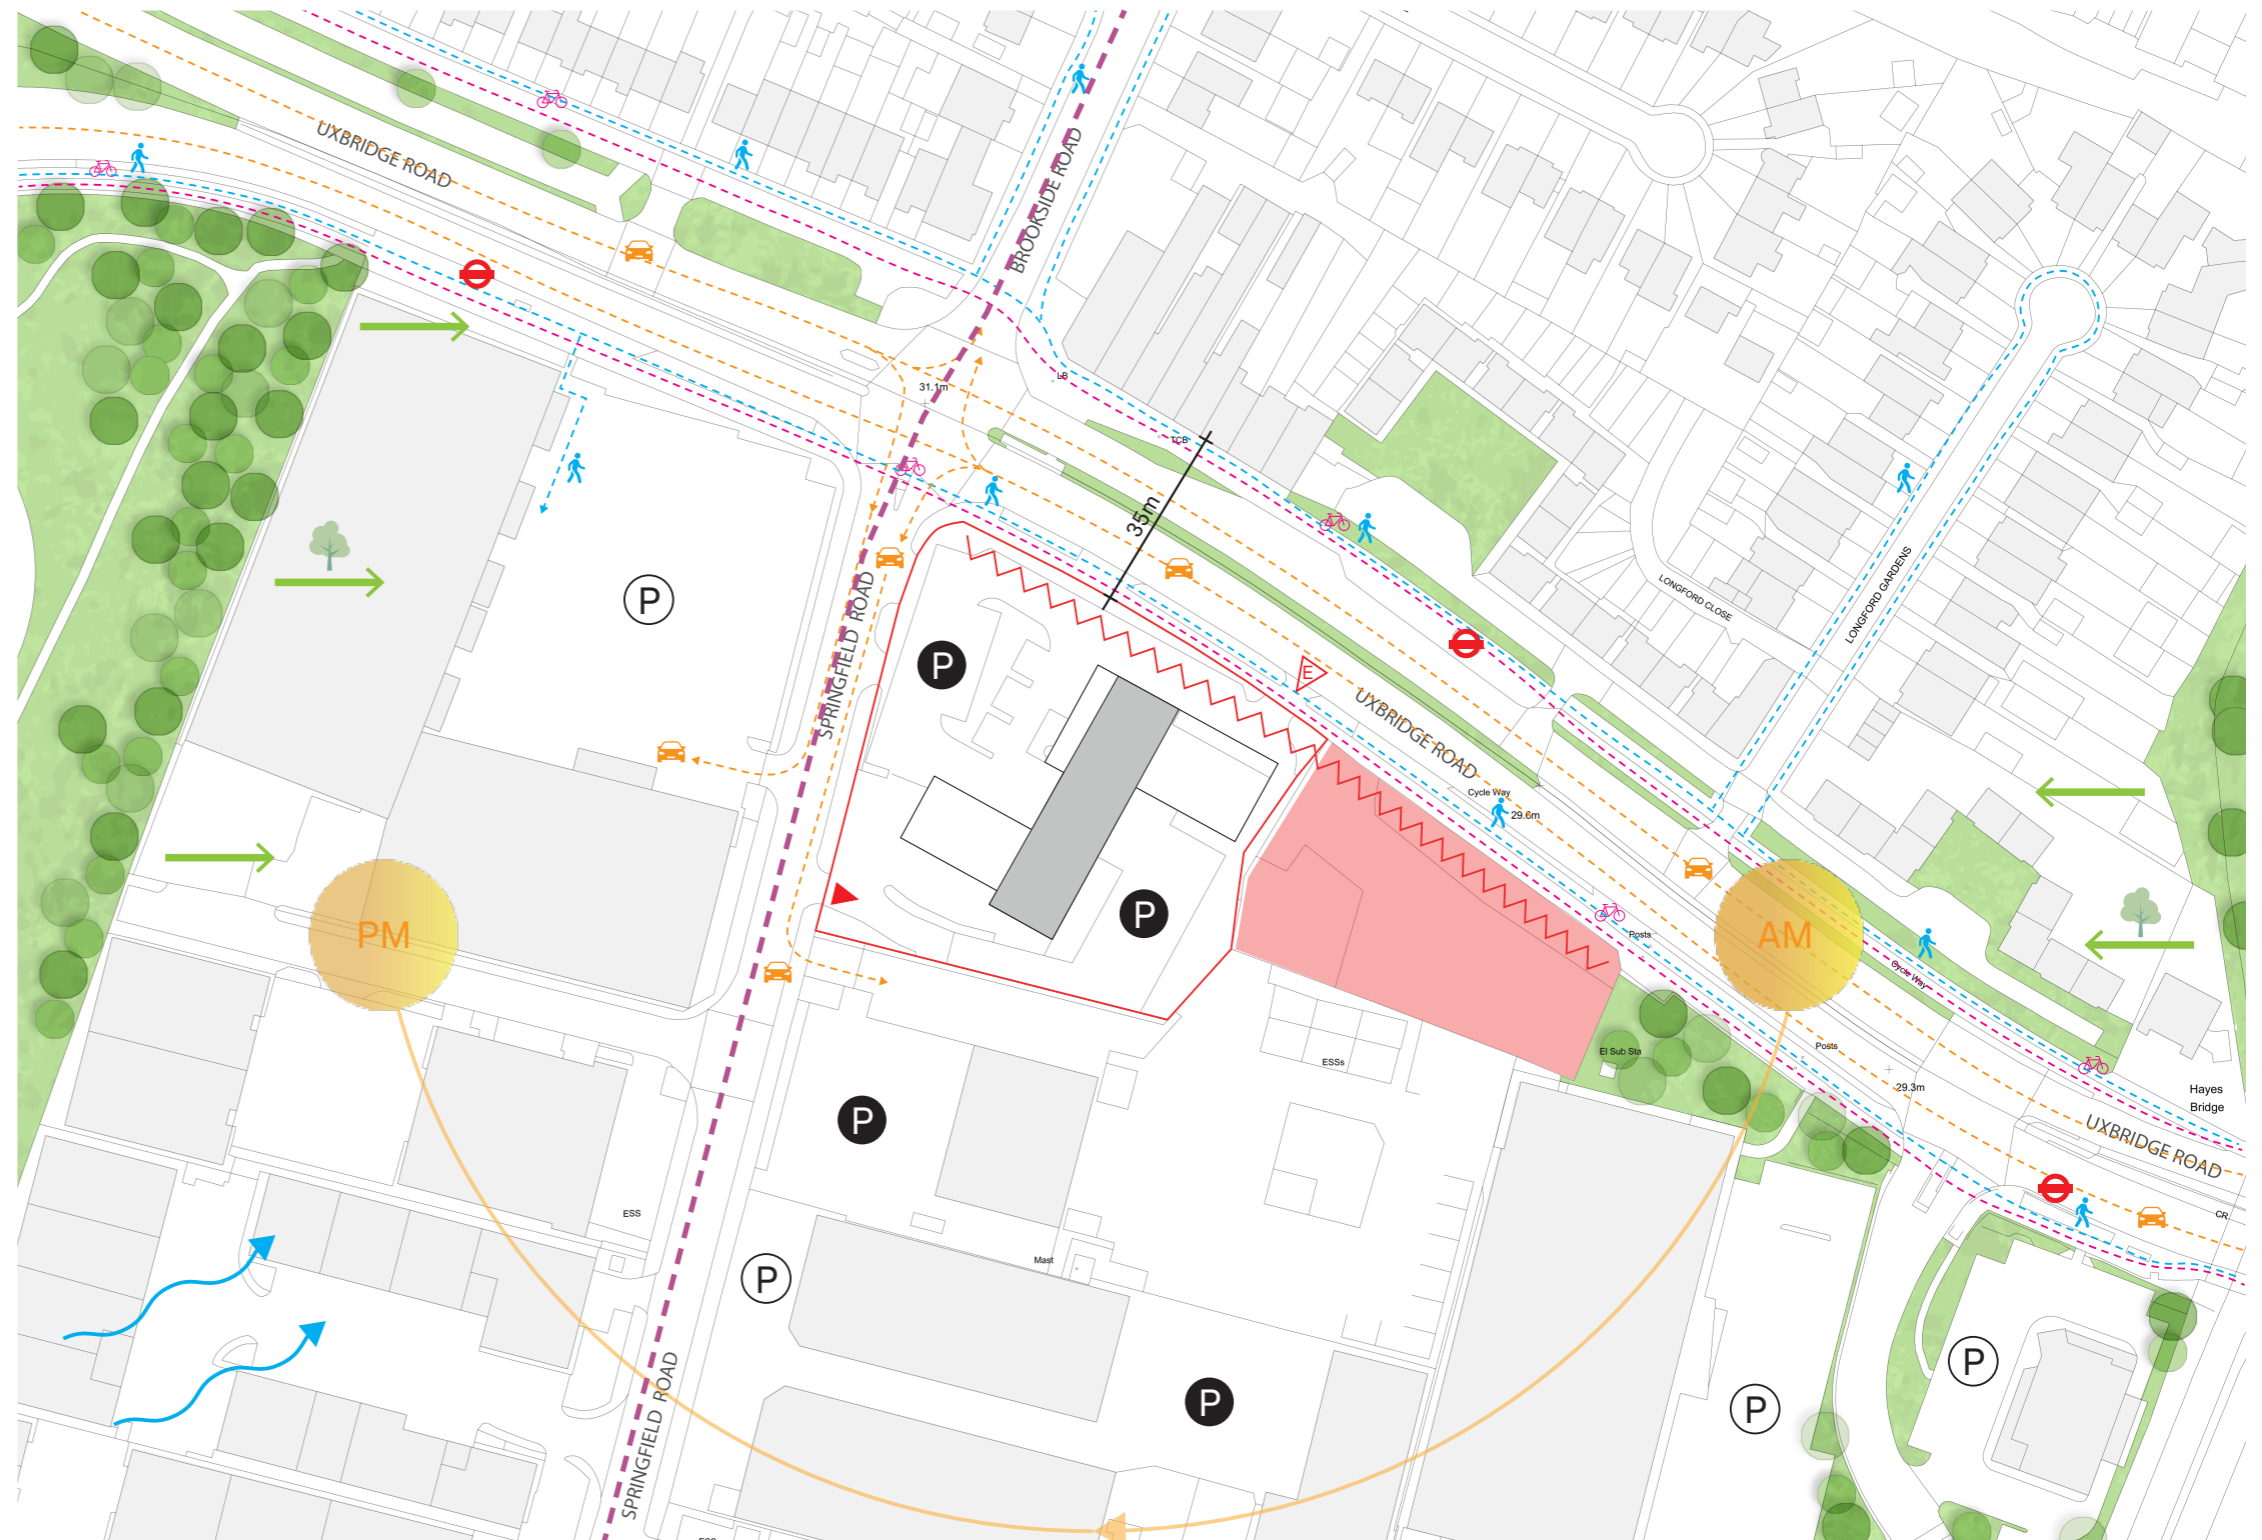 UXBRIDGE ROAD
BROOKSIDE ROAD
31.1m
LB
TCB
35m
P
P
SPRINGFIELD ROAD
E
UXBRIDGE ROAD
LONGFORD CLOSE
LONGFORD GARDENS
Cycle Way
29.6m
P
PM
AM
Posts
Cycle Way
El Sub Sta
Posts
ESSs
29.3m
Hayes
Bridge
UXBRIDGE ROAD
P
ESS
CR
Mast
P
P
P
P
SPRINGFIELD ROAD